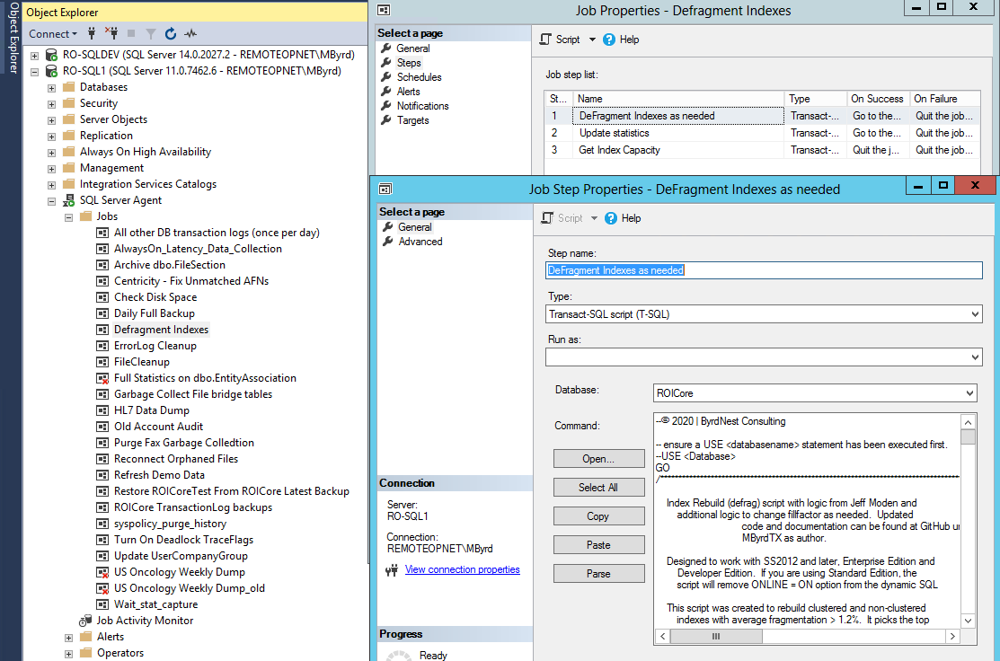 Object Explorer
Object Explorer
Connect
RO-SQLDEV (SQL Server 14.0.2027.2 - REMOTEOPNET\MByrd)
RO-SQL1 (SQL Server 11.0.7462.6 - REMOTEOPNET\MByrd)
Databases
Security
Server Objects
Replication
Always On High Availability
Management
Integration Services Catalogs
SQL Server Agent
Jobs
All other DB transaction logs (once per day)
AlwaysOn_Latency_Data_Collection
Archive dbo.FileSection
Centricity - Fix Unmatched AFNs
Check Disk Space
Daily Full Backup
Defragment Indexes
ErrorLog Cleanup
FileCleanup
Full Statistics on dbo.EntityAssociation
Garbage Collect File bridge tables
HL7 Data Dump
Old Account Audit
Purge Fax Garbage Colledtion
Reconnect Orphaned Files
Refresh Demo Data
Restore ROICoreTest From ROICore Latest Backup
ROICore TransactionLog backups
syspolicy_purge_history
Turn On Deadlock TraceFlags
Update UserCompanyGroup
US Oncology Weekly Dump
US Oncology Weekly Dump_old
Wait_stat_capture
Job Activity Monitor
Alerts
Operators
Job Properties - Defragment Indexes
Select a page
General
Steps
Schedules
Alerts
Notifications
Targets
Script Help
Job step list:
St... Name Type On Success On Failure
1 DeFragment Indexes as needed Transact-... Go to the... Quit the job...
2 Update statistics Transact-... Go to the... Quit the job...
3 Get Index Capacity Transact-... Quit the j... Quit the job...
Job Step Properties - DeFragment Indexes as needed
Select a page
General
Advanced
Script Help
Step name:
DeFragment Indexes as needed
Type:
Transact-SQL script (T-SQL)
Run as:
Database:
ROICore
Command:
Open...
Select All
Copy
Paste
Parse
--© 2020 | ByrdNest Consulting
-- ensure a USE <databasename> statement has been executed first.
--USE <Database>
GO
Index Rebuild (defrag) script with logic from Jeff Moden and
additional logic to change fillfactor as needed. Updated
code and documentation can be found at GitHub
MByrdTX as author.
Designed to work with SS2012 and later, Enterprise Edition and
Developer Edition. If you are using Standard Edition, the
script will remove ONLINE = ON option from the dynamic SQL
This script was created to rebuild clustered and non-clustered
indexes with average fragmentation > 1.2%. It picks the top
Connection
Server:
RO-SQL1
Connection:
REMOTEOPNET\MByrd
View connection properties
Progress
Ready